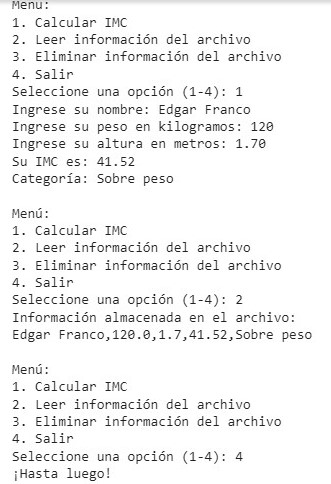 Menú:
1. Calcular IMC
2. Leer información del archivo
3. Eliminar información del archivo
4. Salir
Seleccione una opción (1-4): 1
Ingrese su nombre: Edgar Franco
Ingrese su peso en kilogramos: 120
Ingrese su altura en metros: 1.70
Su IMC es: 41.52
Categoría: Sobre peso
Menú:
1. Calcular IMC
2. Leer información del archivo
3. Eliminar información del archivo
4. Salir
Seleccione una opción (1-4): 2
Información almacenada en el archivo:
Edgar Franco,120.0,1.7,41.52,Sobre peso
Menú:
1. Calcular IMC
2. Leer información del archivo
3. Eliminar información del archivo
4. Salir
Seleccione una opción (1-4): 4
¡Hasta luego!